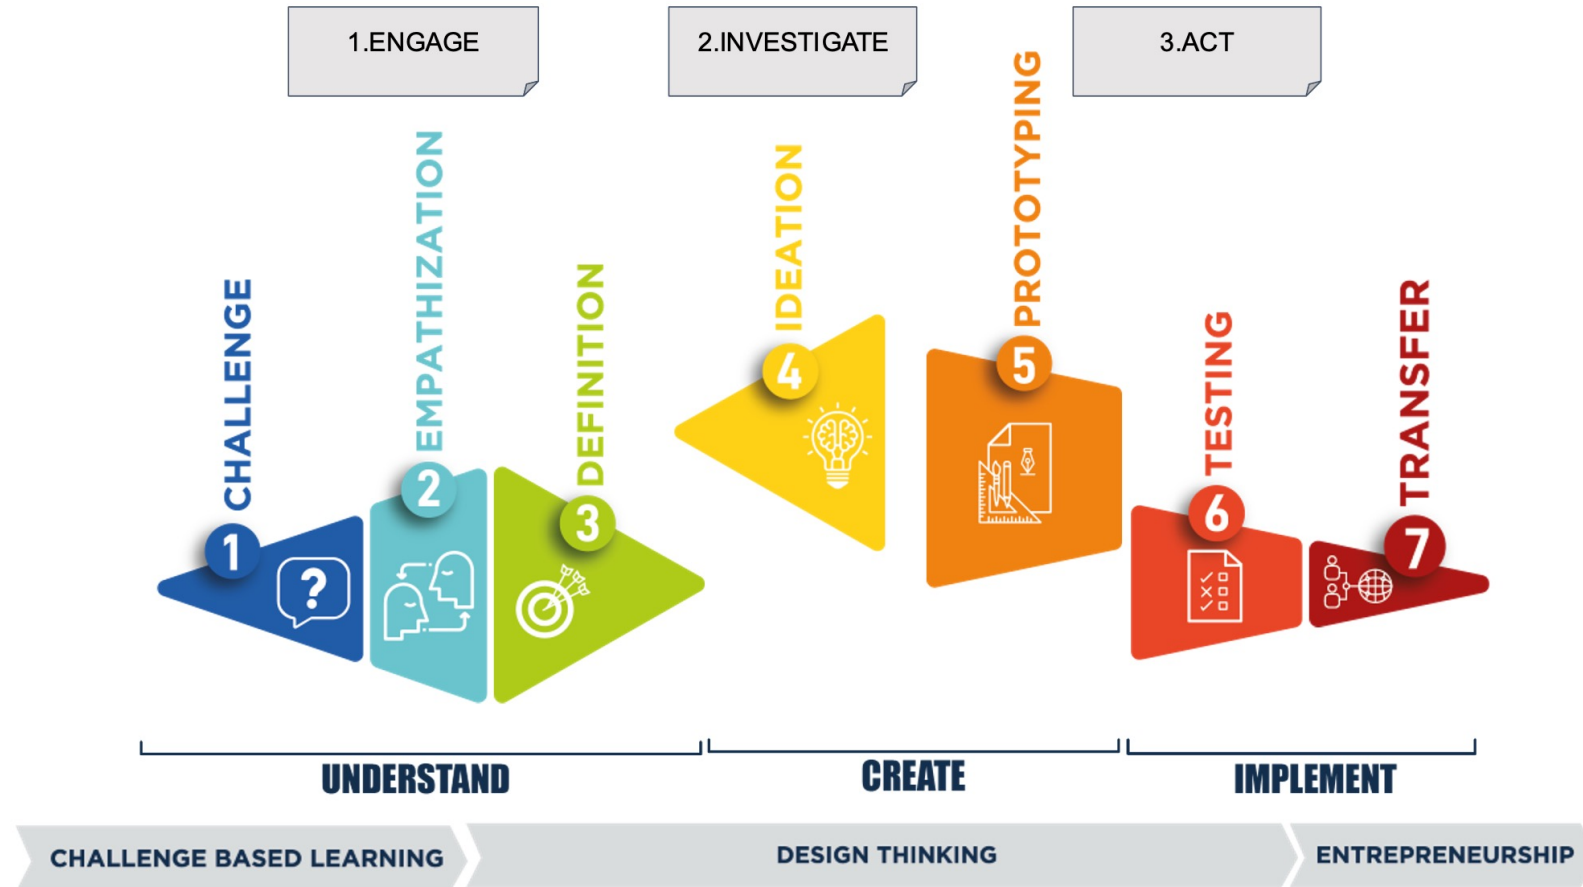 1.ENGAGE
2.INVESTIGATE
3.ACT
1 CHALLENGE
2 EMPATHIZATION
3 DEFINITION
4 IDEATION
5 PROTOTYPING
6 TESTING
7 TRANSFER
?
UNDERSTAND
CREATE
IMPLEMENT
CHALLENGE BASED LEARNING
DESIGN THINKING
ENTREPRENEURSHIP